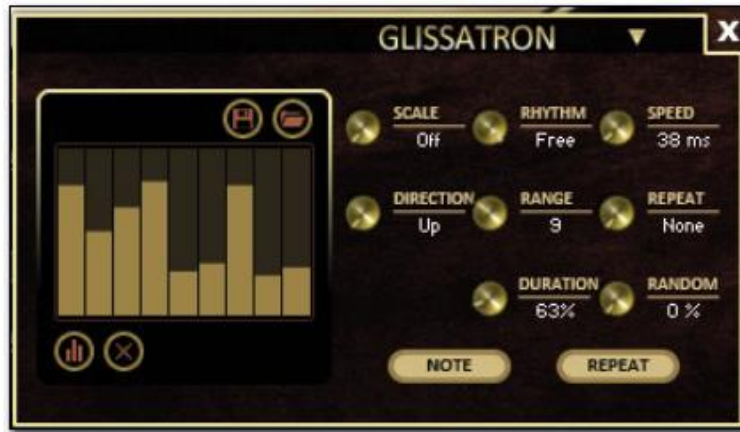 GLISSATRON
X
SCALE RHYTHM SPEED
Off Free 38 ms
DIRECTION RANGE REPEAT
Up 9 None
DURATION RANDOM
63% 0 %
NOTE REPEAT